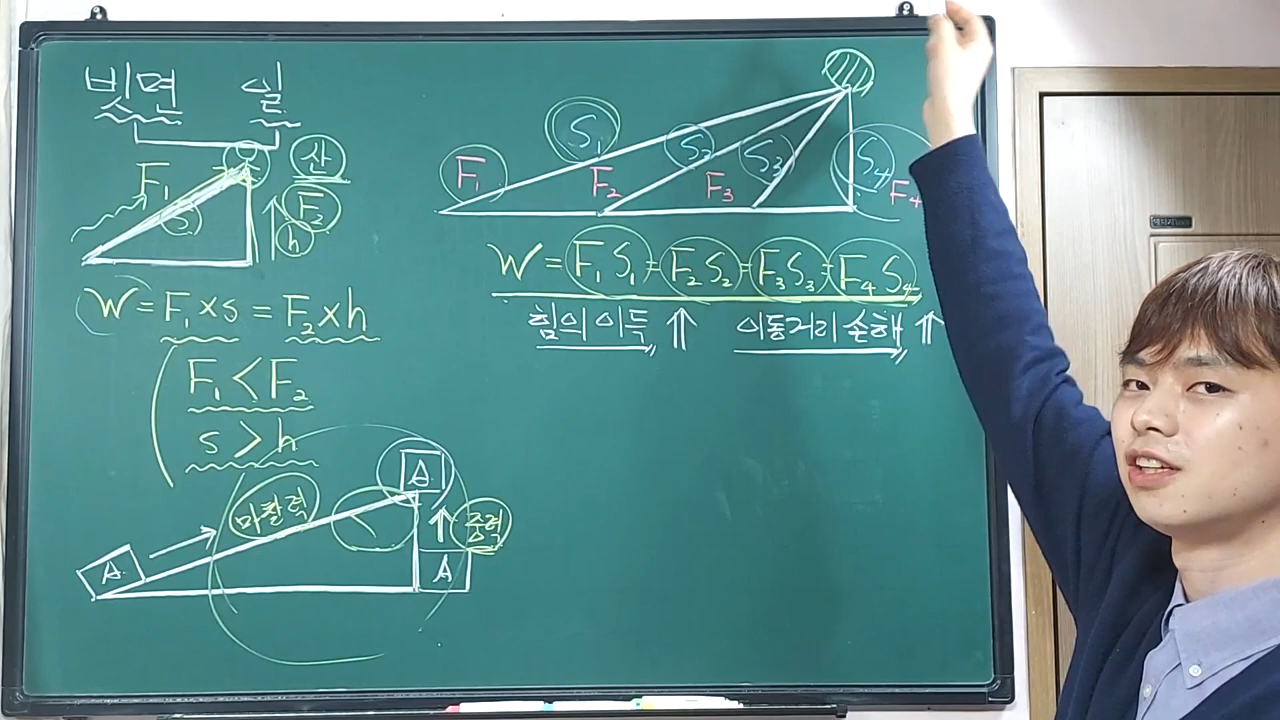 빗면 일
산
F₁
F₂
s
h
W = F₁ × s = F₂ × h
F₁ < F₂
s > h
마찰력
A
중력
A
A
S₁
S₂
S₃
S₄
F₁
F₂
F₃
F₄
W = F₁S₁ = F₂S₂ = F₃S₃ = F₄S₄
힘의 이득 ⇑ 이동거리 손해 ⇑